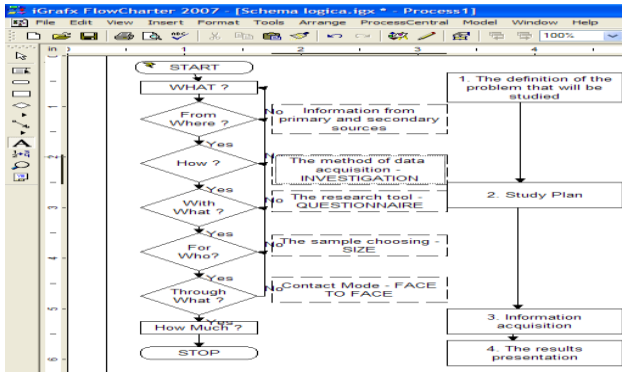 iGrafx FlowCharter 2007 - [Schema logica.igx * - Process1]
File Edit View Insert Format Tools Arrange ProcessCentral Model Window Help
100%
in 1 2 3 4
START
WHAT ?
From
Where ?
No
Information from
primary and secondary
sources
Yes
How ?
The method of data
acquisition -
INVESTIGATION
Yes
With
What ?
No
The research tool -
QUESTIONNAIRE
Yes
For
Who?
No
The sample choosing -
SIZE
Yes
Through
What ?
No
Contact Mode - FACE
TO FACE
Yes
How Much ?
STOP
1. The definition of the
problem that will be
studied
2. Study Plan
3. Information
acquisition
4. The results
presentation